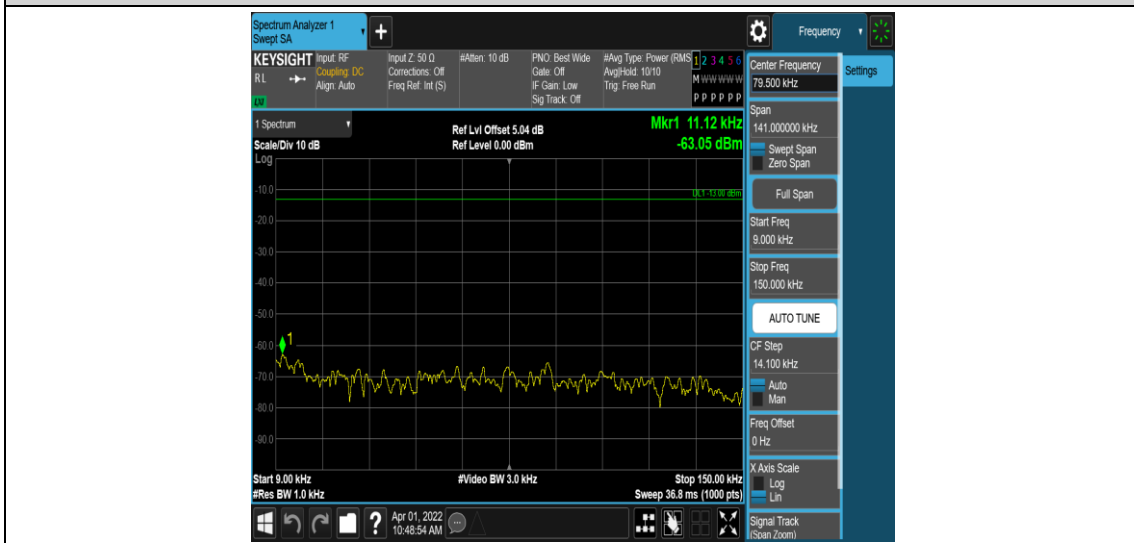 Spectrum Analyzer 1
Swept SA
+
Frequency
KEYSIGHT
RL
LXI
Input: RF
Coupling: DC
Align: Auto
Input Z: 50 Ω
Corrections: Off
Freq Ref: Int (S)
#Atten: 10 dB
PNO: Best Wide
Gate: Off
IF Gain: Low
Sig Track: Off
#Avg Type: Power (RMS
Avg|Hold: 10/10
Trig: Free Run
1 2 3 4 5 6
M W W W W W
P P P P P P
Center Frequency
79.500 kHz
Settings
1 Spectrum
Scale/Div 10 dB
Log
Ref Lvl Offset 5.04 dB
Ref Level 0.00 dBm
Mkr1 11.12 kHz
-63.05 dBm
DL1 -13.00 dBm
-10.0
-20.0
-30.0
-40.0
-50.0
-60.0
-70.0
-80.0
-90.0
1
Start 9.00 kHz
#Res BW 1.0 kHz
#Video BW 3.0 kHz
Stop 150.00 kHz
Sweep 36.8 ms (1000 pts)
Span
141.000000 kHz
Swept Span
Zero Span
Full Span
Start Freq
9.000 kHz
Stop Freq
150.000 kHz
AUTO TUNE
CF Step
14.100 kHz
Auto
Man
Freq Offset
0 Hz
X Axis Scale
Log
Lin
Signal Track
(Span Zoom)
?
Apr 01, 2022
10:48:54 AM